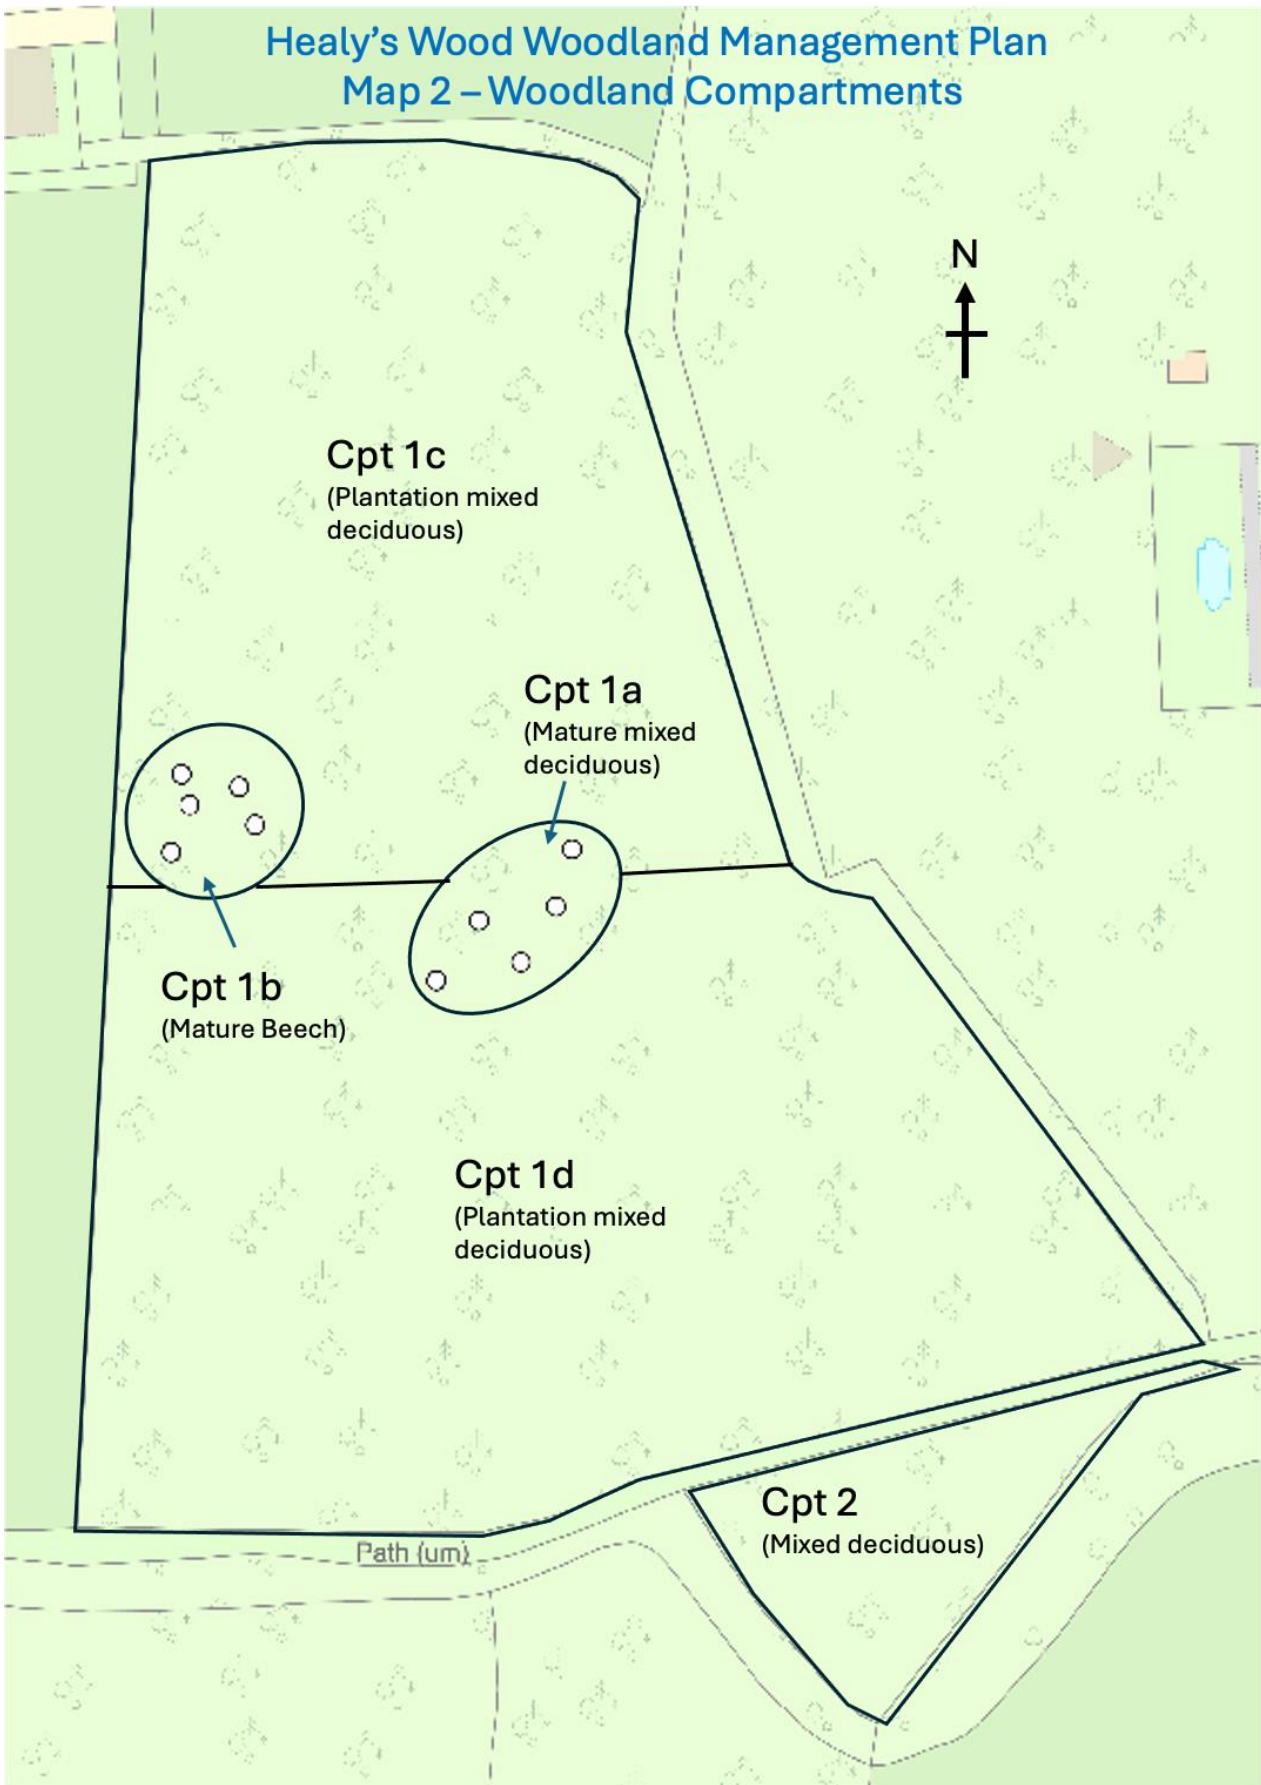 Healy’s Wood Woodland Management Plan
Map 2 – Woodland Compartments
N
Cpt 1c
(Plantation mixed
deciduous)
Cpt 1a
(Mature mixed
deciduous)
Cpt 1b
(Mature Beech)
Cpt 1d
(Plantation mixed
deciduous)
Cpt 2
(Mixed deciduous)
Path (um)